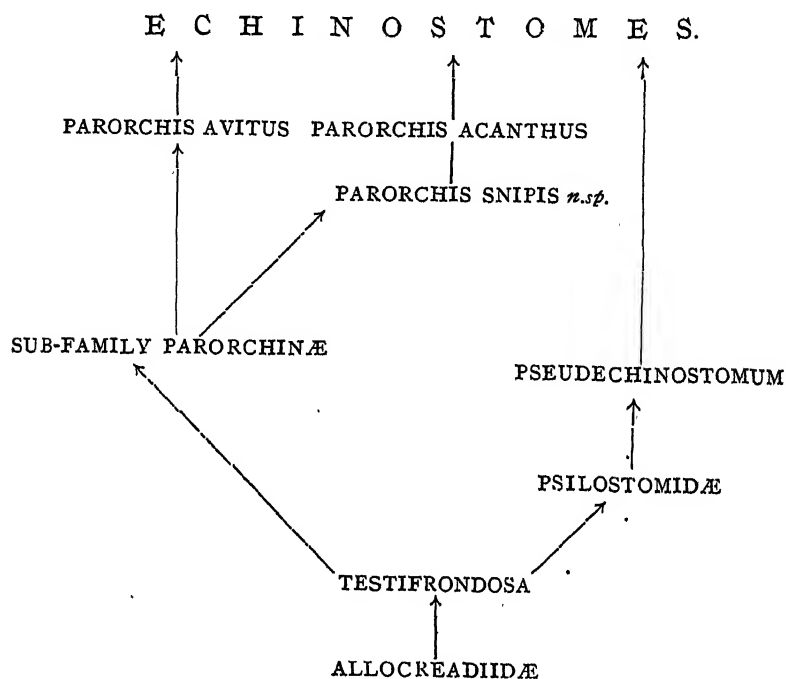 E C H I N O S T O M E S.
PARORCHIS AVITUS PARORCHIS ACANTHUS
PARORCHIS SNIPIS n.sp.
SUB-FAMILY PARORCHINÆ
PSEUDECHINOSTOMUM
PSILOSTOMIDÆ
TESTIFRONDOSA
ALLOCREADIIDÆ